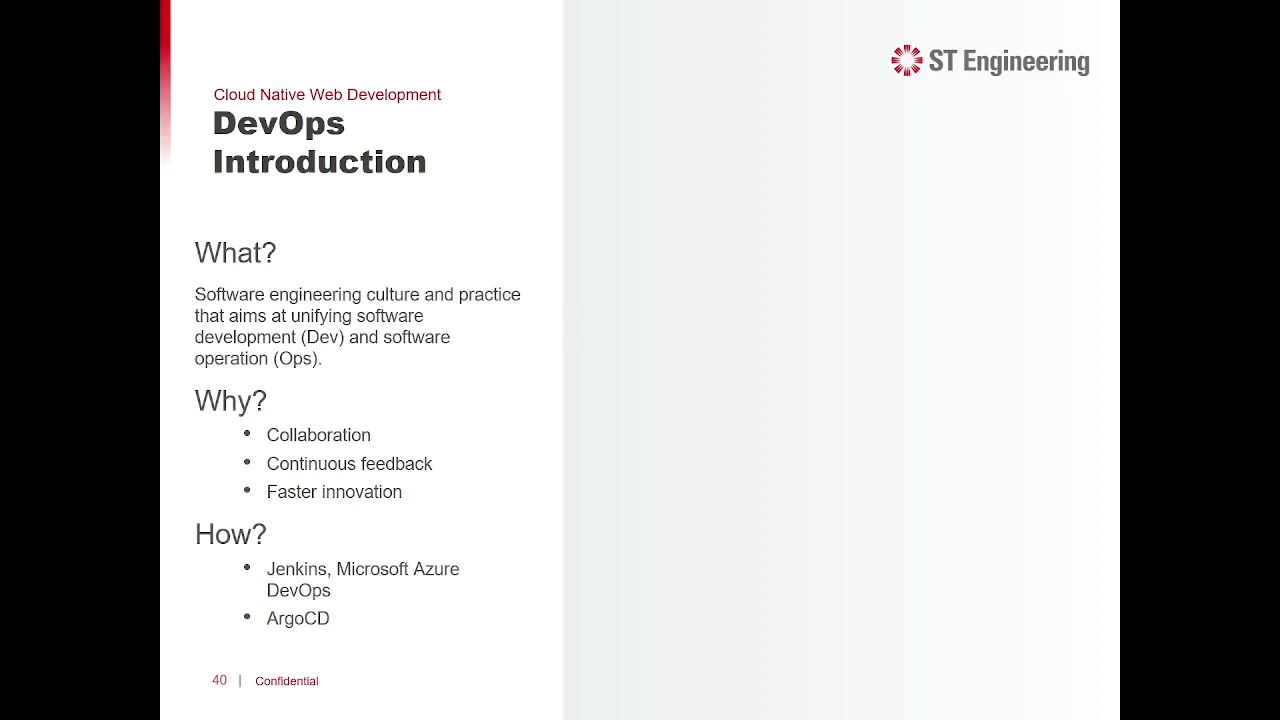 ST Engineering
Cloud Native Web Development
DevOps
Introduction
What?
Software engineering culture and practice
that aims at unifying software
development (Dev) and software
operation (Ops).
Why?
• Collaboration
• Continuous feedback
• Faster innovation
How?
• Jenkins, Microsoft Azure
DevOps
• ArgoCD
40 | Confidential